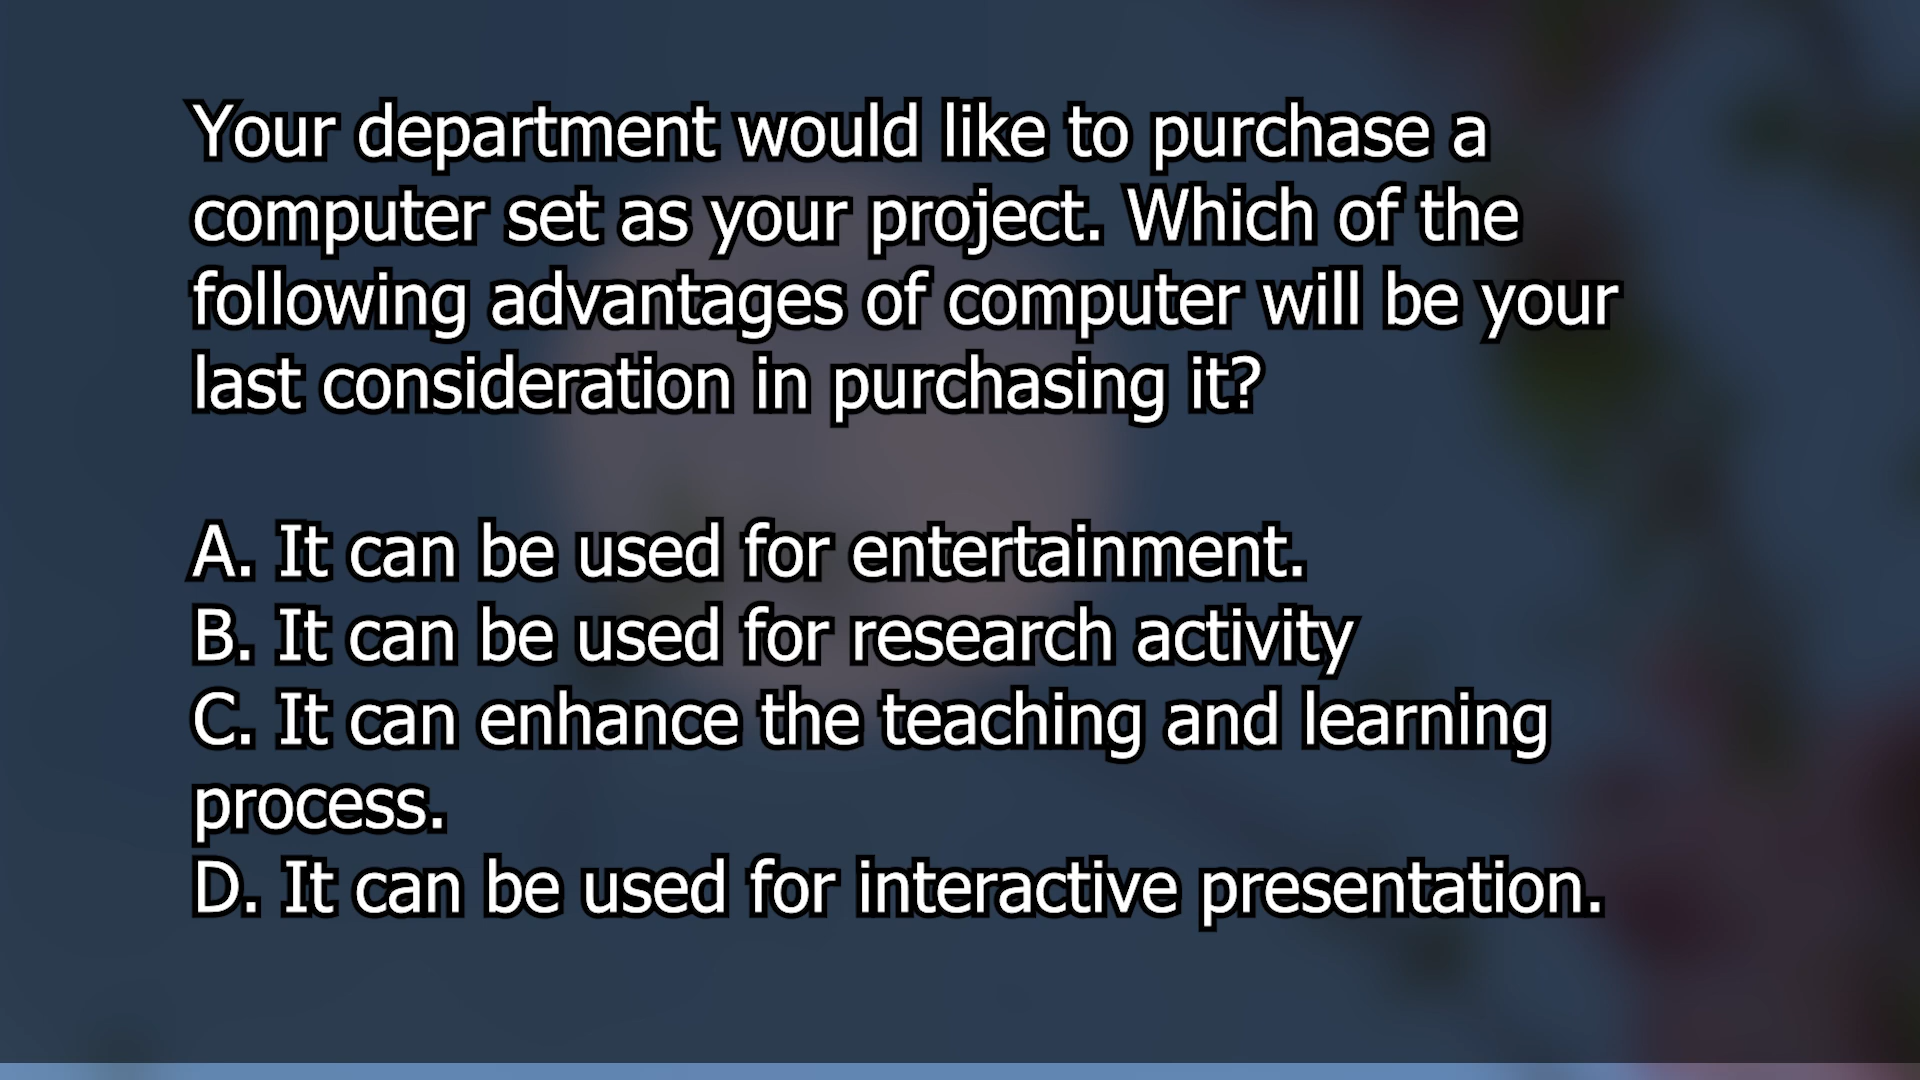 Your department would like to purchase a
computer set as your project. Which of the
following advantages of computer will be your
last consideration in purchasing it?
A. It can be used for entertainment.
B. It can be used for research activity
C. It can enhance the teaching and learning
process.
D. It can be used for interactive presentation.